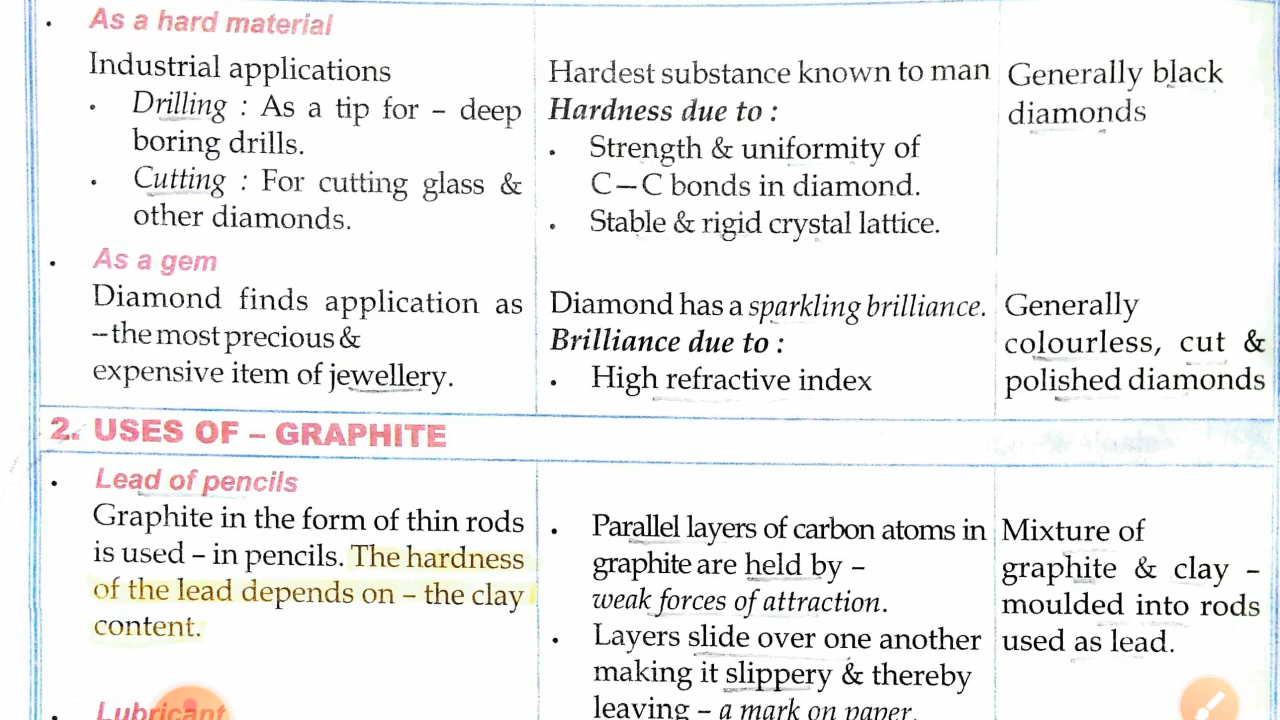 • As a hard material
Industrial applications
• Drilling : As a tip for – deep
boring drills.
• Cutting : For cutting glass &
other diamonds.
Hardest substance known to man
Hardness due to :
• Strength & uniformity of
C–C bonds in diamond.
• Stable & rigid crystal lattice.
Generally black
diamonds
• As a gem
Diamond finds application as
–the most precious &
expensive item of jewellery.
Diamond has a sparkling brilliance.
Brilliance due to :
• High refractive index
Generally
colourless, cut &
polished diamonds
2. USES OF – GRAPHITE
• Lead of pencils
Graphite in the form of thin rods
is used – in pencils. The hardness
of the lead depends on – the clay
content.
• Parallel layers of carbon atoms in
graphite are held by –
weak forces of attraction.
• Layers slide over one another
making it slippery & thereby
leaving – a mark on paper.
Mixture of
graphite & clay –
moulded into rods
used as lead.
• Lubricant